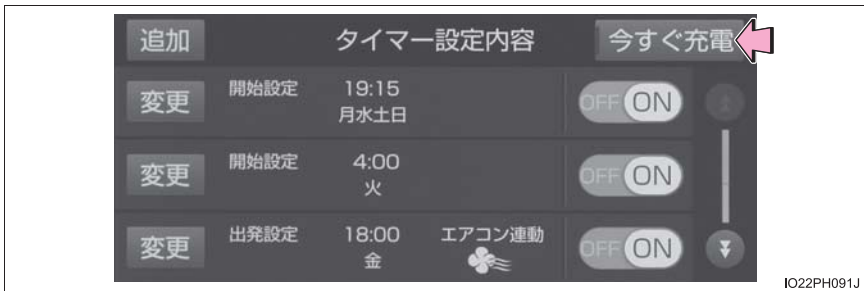 追加 タイマー設定内容 今すぐ充電
変更 開始設定 19:15 OFF ON
月水土日
変更 開始設定 4:00 OFF ON
火
変更 出発設定 18:00 エアコン連動 OFF ON
金
IO22PH091J